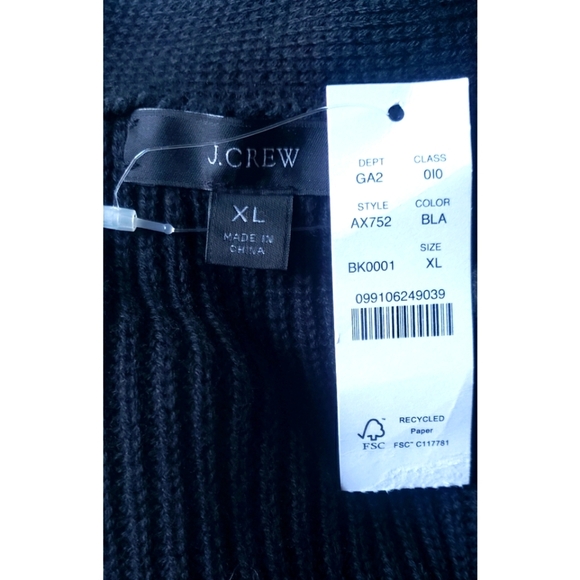 J.CREW
XL
MADE IN
CHINA
DEPT CLASS
GA2 010
STYLE COLOR
AX752 BLA
SIZE
BK0001 XL
099106249039
RECYCLED
Paper
FSC FSC™ C117781